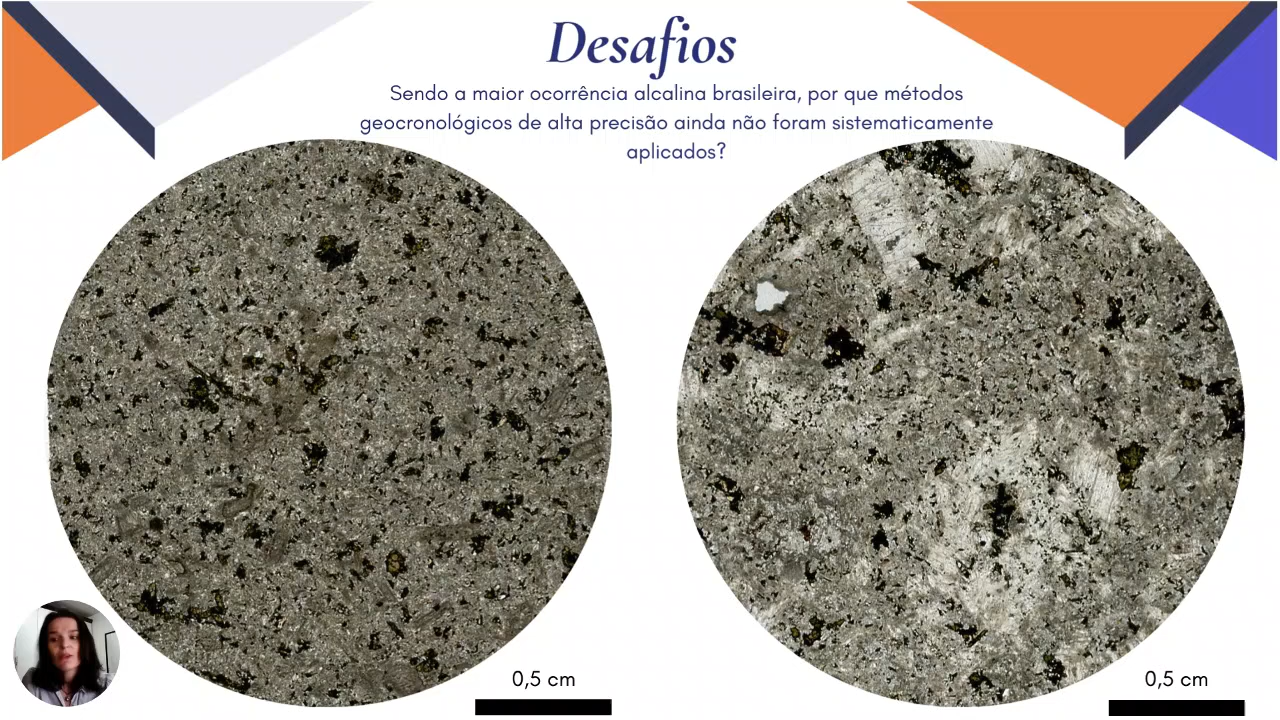 Desafios
Sendo a maior ocorrência alcalina brasileira, por que métodos
geocronológicos de alta precisão ainda não foram sistematicamente
aplicados?
0,5 cm
0,5 cm